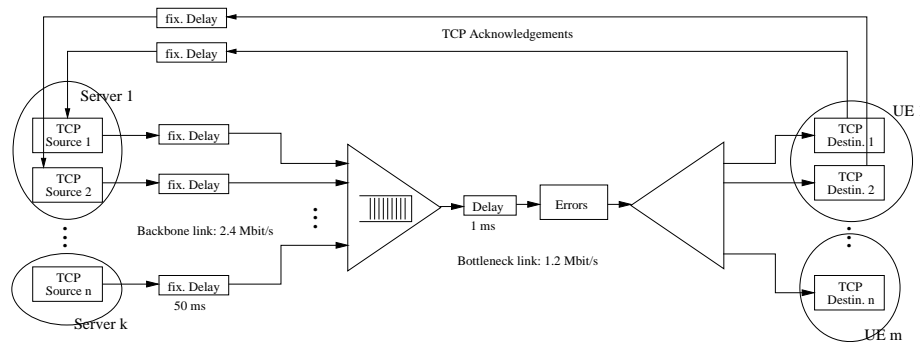 fix. Delay
TCP Acknowledgements
fix. Delay
Server 1
UE
TCP
Source 1
fix. Delay
TCP
Destin. 1
TCP
Source 2
fix. Delay
TCP
Destin. 2
Delay
Errors
1 ms
Backbone link: 2.4 Mbit/s
Bottleneck link: 1.2 Mbit/s
TCP
Source n
fix. Delay
50 ms
TCP
Destin. n
Server k
UE m